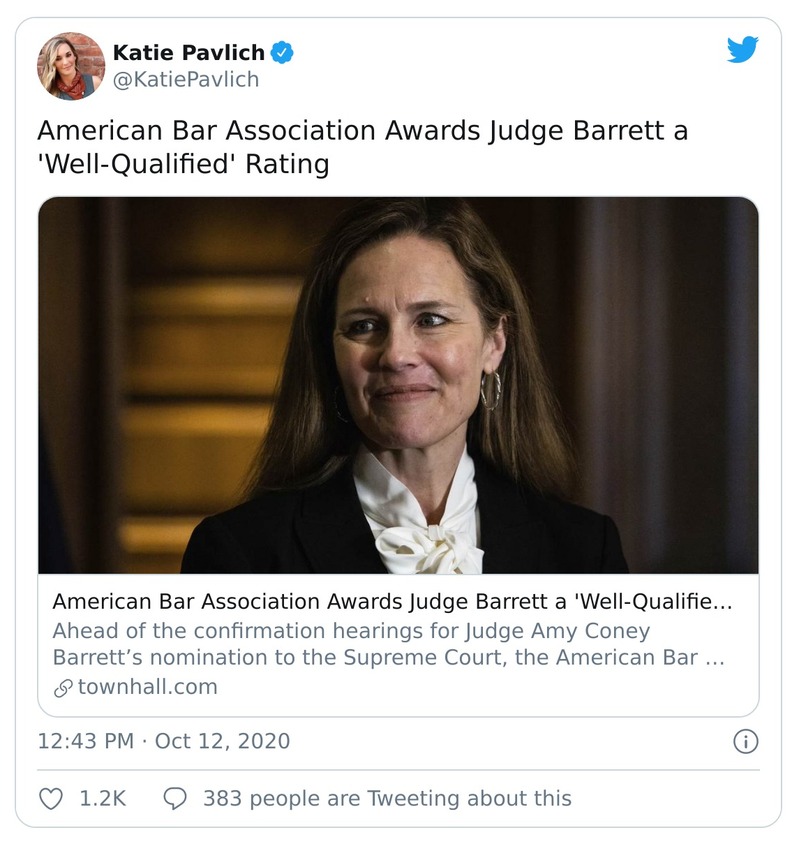 Katie Pavlich
@KatiePavlich
American Bar Association Awards Judge Barrett a
'Well-Qualified' Rating
American Bar Association Awards Judge Barrett a 'Well-Qualifie...
Ahead of the confirmation hearings for Judge Amy Coney
Barrett’s nomination to the Supreme Court, the American Bar ...
townhall.com
12:43 PM · Oct 12, 2020
1.2K 383 people are Tweeting about this